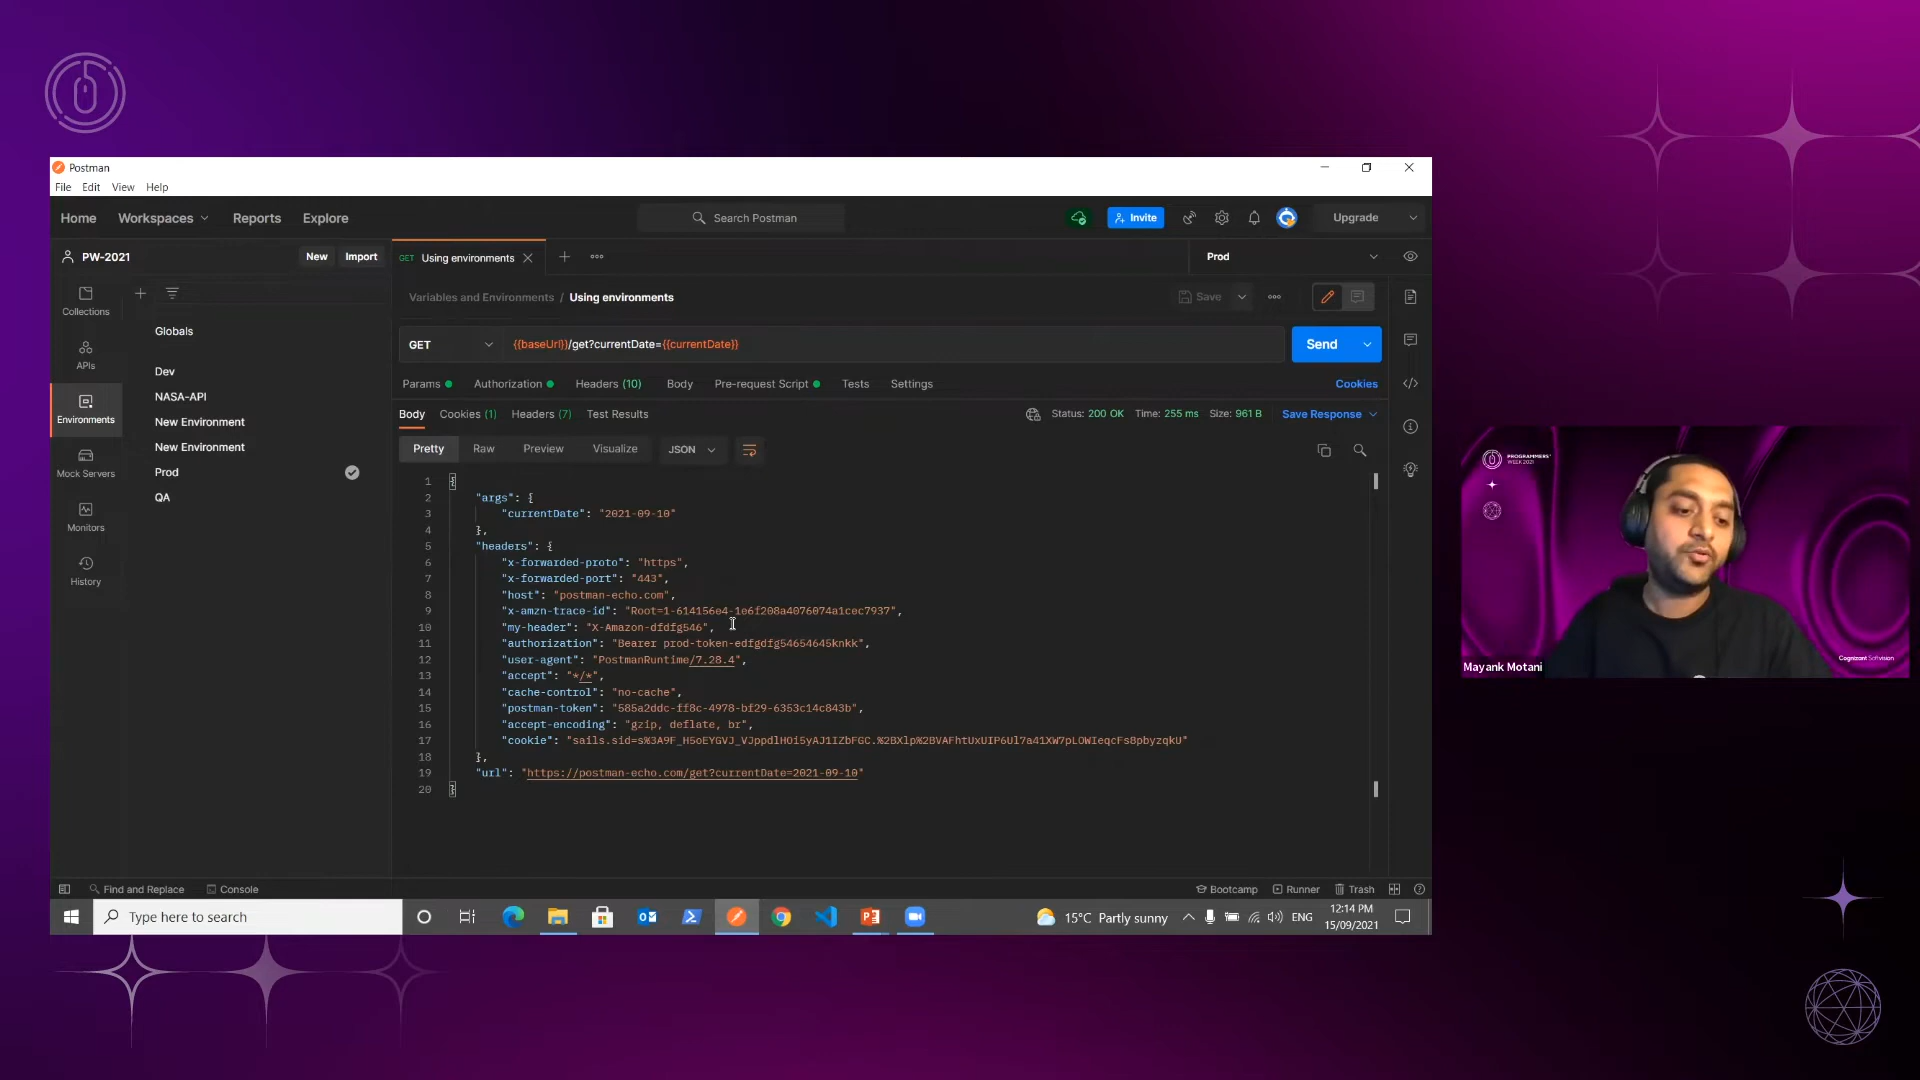 Postman
File Edit View Help
Home Workspaces Reports Explore Search Postman Invite Upgrade
PW-2021 New Import GET Using environments Prod
Variables and Environments / Using environments Save
Collections
APIs
Environments
Mock Servers
Monitors
History
Globals
Dev
NASA-API
New Environment
New Environment
Prod
QA
GET {{baseUrl}}/get?currentDate={{currentDate}} Send
Params Authorization Headers (10) Body Pre-request Script Tests Settings Cookies
Body Cookies (1) Headers (7) Test Results Status: 200 OK Time: 255 ms Size: 961 B Save Response
Pretty Raw Preview Visualize JSON
1 {
2 "args": {
3 "currentDate": "2021-09-10"
4 },
5 "headers": {
6 "x-forwarded-proto": "https",
7 "x-forwarded-port": "443",
8 "host": "postman-echo.com",
9 "x-amzn-trace-id": "Root=1-614156e4-1e6f208a4076074a1cec7937",
10 "my-header": "X-Amazon-dfdfg546",
11 "authorization": "Bearer prod-token-edfgdfg54654645knkk",
12 "user-agent": "PostmanRuntime/7.28.4",
13 "accept": "*/*",
14 "cache-control": "no-cache",
15 "postman-token": "585a2ddc-ff8c-4978-bf29-6353c14c843b",
16 "accept-encoding": "gzip, deflate, br",
17 "cookie": "sails.sid=s%3A9F_H5oEYGVJ_VJppdlHOi5yAJ1IZbFGC.%2BXlp%2BVAFhtUxUIP6Ul7a41XW7pLOWIeqcFs8pbyzqkU"
18 },
19 "url": "https://postman-echo.com/get?currentDate=2021-09-10"
20 }
Find and Replace Console Bootcamp Runner Trash
Type here to search 15°C Partly sunny ENG 12:14 PM
15/09/2021
PROGRAMMERS'
WEEK 2021
Cognizant Softvision
Mayank Motani